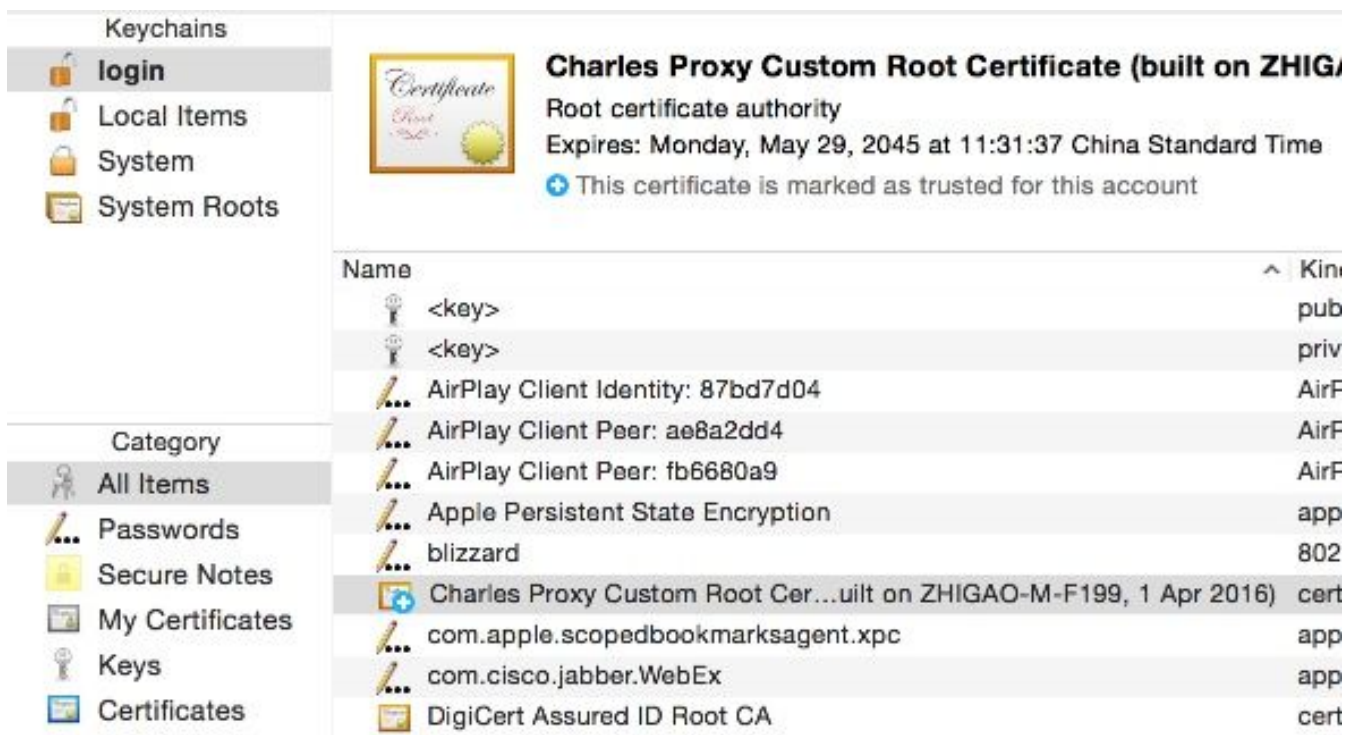 Keychains
login
Local Items
System
System Roots
Category
All Items
Passwords
Secure Notes
My Certificates
Keys
Certificates
Certificate
Root
Charles Proxy Custom Root Certificate (built on ZHIGA
Root certificate authority
Expires: Monday, May 29, 2045 at 11:31:37 China Standard Time
This certificate is marked as trusted for this account
Name Kin
<key> pub
<key> priv
AirPlay Client Identity: 87bd7d04 AirP
AirPlay Client Peer: ae8a2dd4 AirP
AirPlay Client Peer: fb6680a9 AirP
Apple Persistent State Encryption app
blizzard 802
Charles Proxy Custom Root Cer...uilt on ZHIGAO-M-F199, 1 Apr 2016) cert
com.apple.scopedbookmarksagent.xpc app
com.cisco.jabber.WebEx app
DigiCert Assured ID Root CA cert